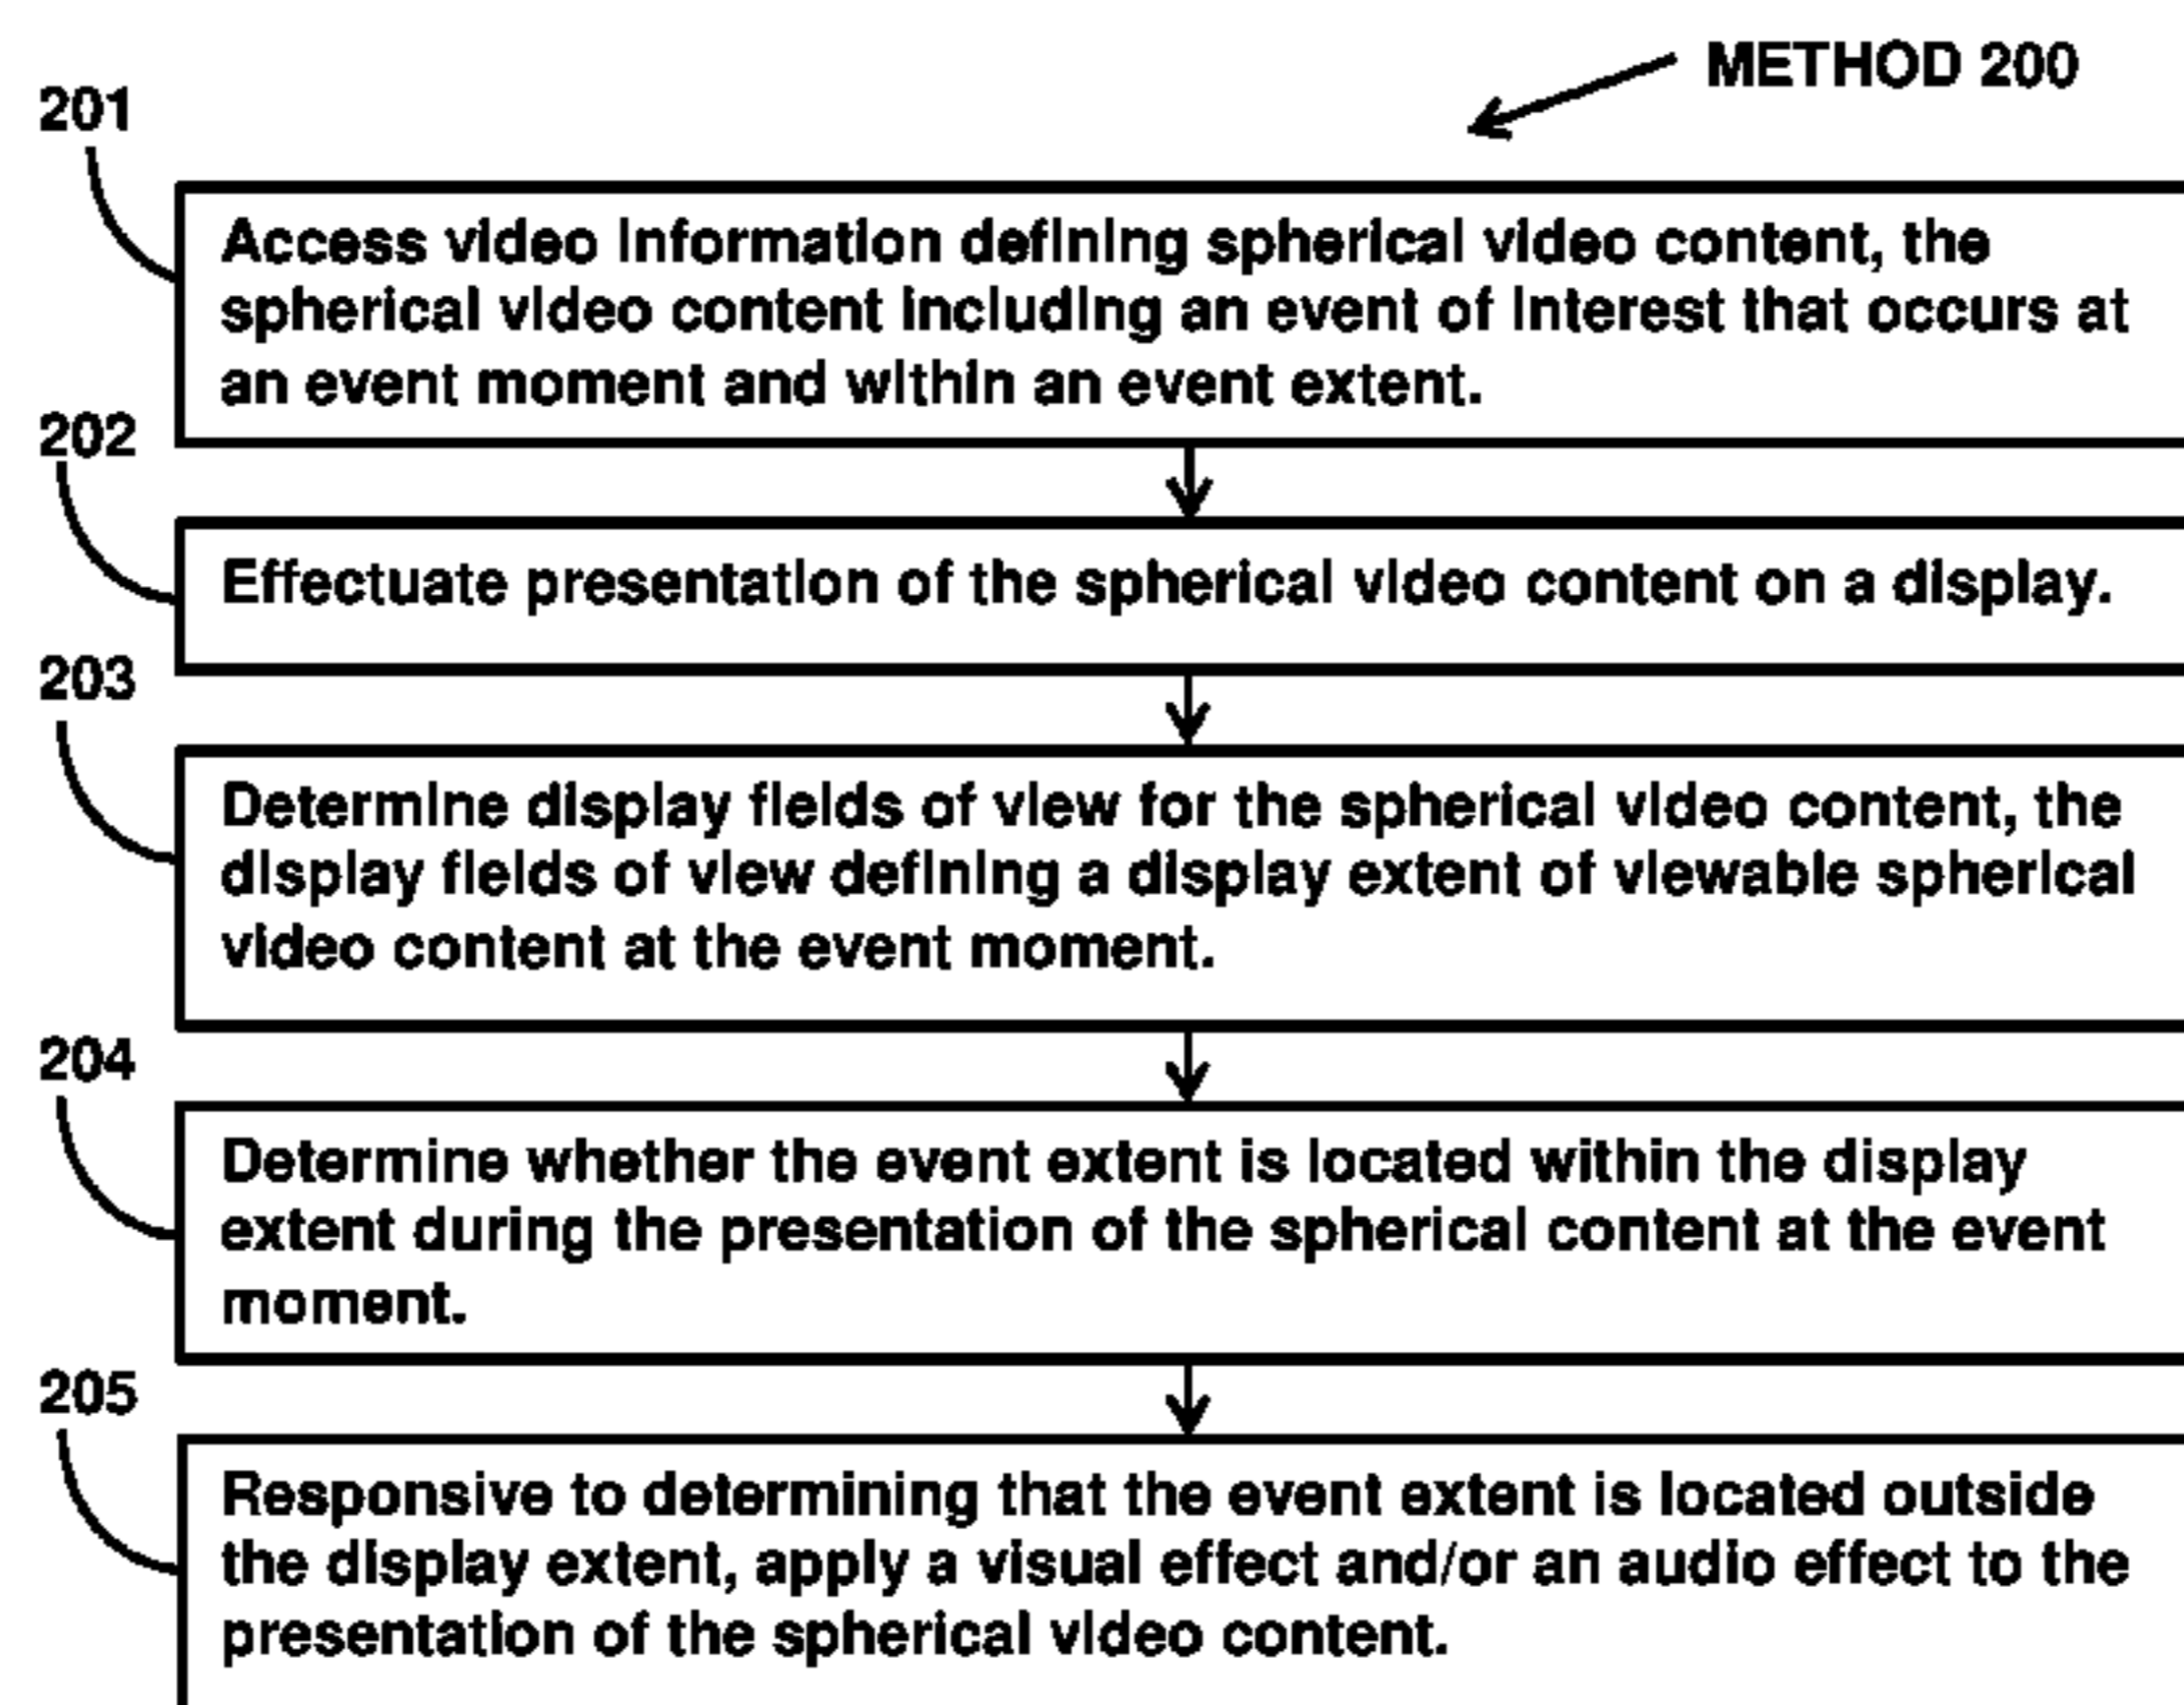 METHOD 200
201
Access video information defining spherical video content, the
spherical video content including an event of interest that occurs at
an event moment and within an event extent.
202
Effectuate presentation of the spherical video content on a display.
203
Determine display fields of view for the spherical video content, the
display fields of view defining a display extent of viewable spherical
video content at the event moment.
204
Determine whether the event extent is located within the display
extent during the presentation of the spherical content at the event
moment.
205
Responsive to determining that the event extent is located outside
the display extent, apply a visual effect and/or an audio effect to the
presentation of the spherical video content.